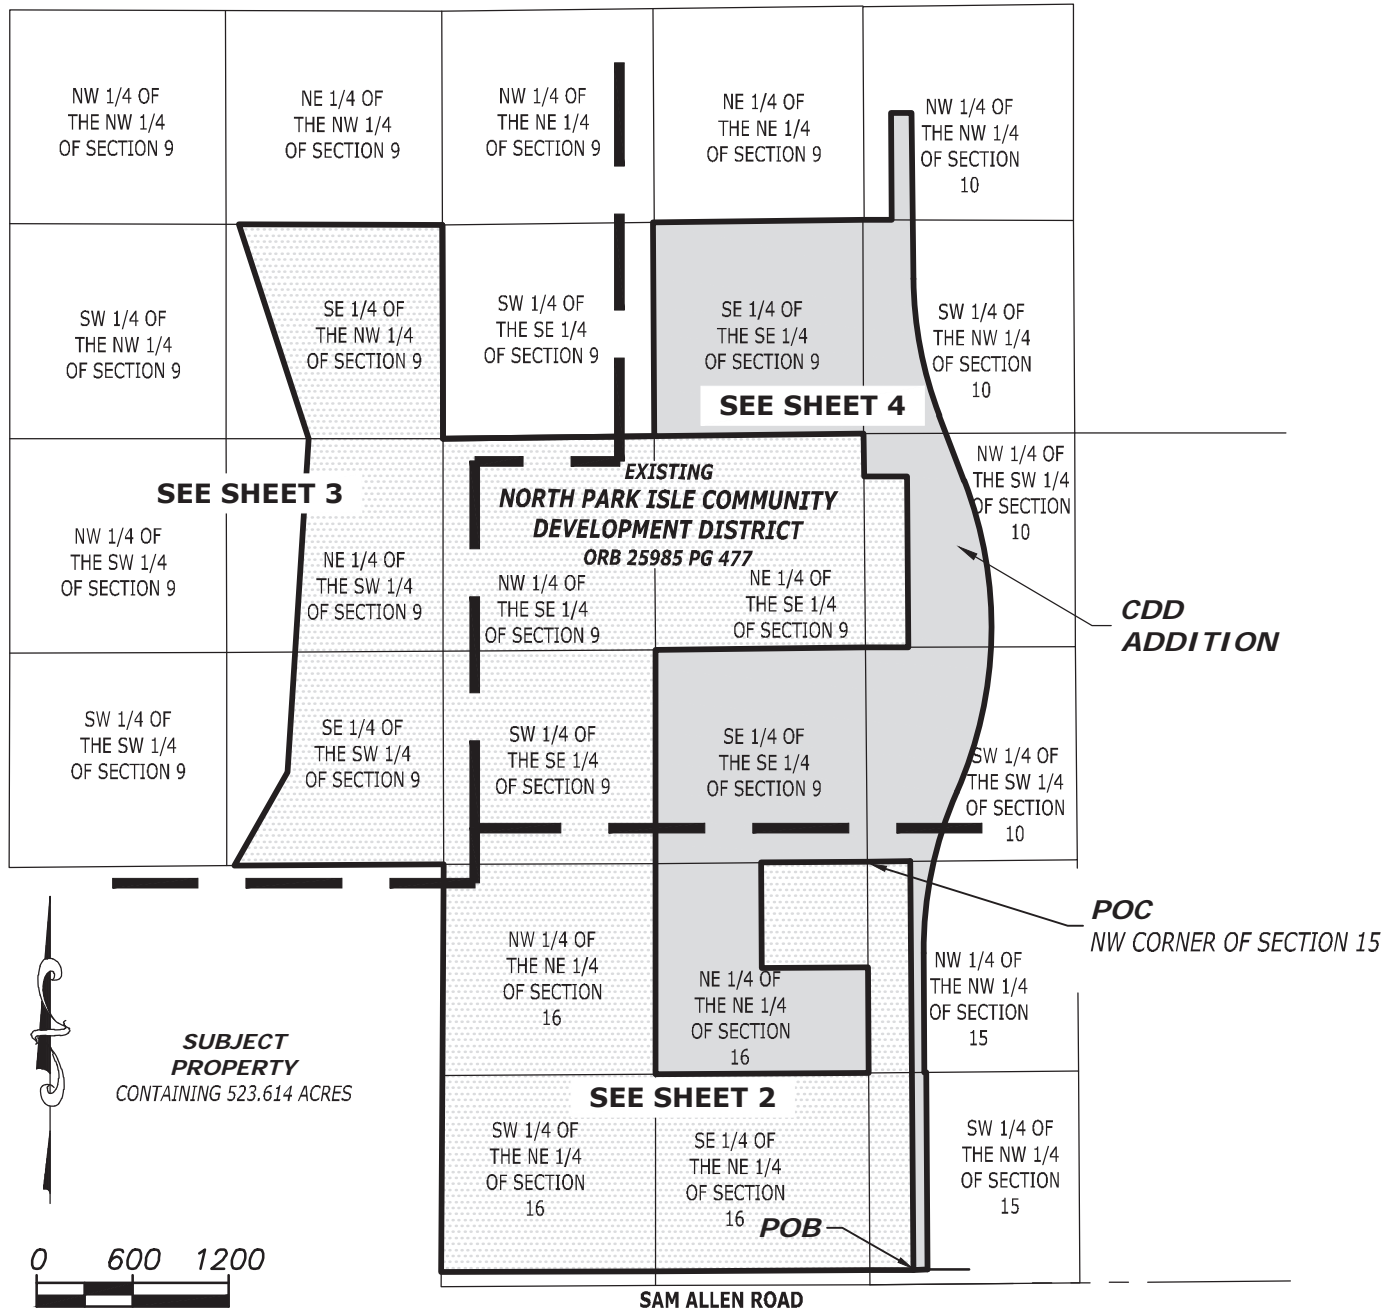 NW 1/4 OF
THE NW 1/4
OF SECTION 9
NE 1/4 OF
THE NW 1/4
OF SECTION 9
NW 1/4 OF
THE NE 1/4
OF SECTION 9
NE 1/4 OF
THE NE 1/4
OF SECTION 9
NW 1/4 OF
THE NW 1/4
OF SECTION
10
SW 1/4 OF
THE NW 1/4
OF SECTION 9
SE 1/4 OF
THE NW 1/4
OF SECTION 9
SW 1/4 OF
THE SE 1/4
OF SECTION 9
SE 1/4 OF
THE SE 1/4
OF SECTION 9
SW 1/4 OF
THE NW 1/4
OF SECTION
10
SEE SHEET 4
SEE SHEET 3
EXISTING
NORTH PARK ISLE COMMUNITY
DEVELOPMENT DISTRICT
ORB 25985 PG 477
NW 1/4 OF
THE SW 1/4
OF SECTION
10
NW 1/4 OF
THE SW 1/4
OF SECTION 9
NE 1/4 OF
THE SW 1/4
OF SECTION 9
NW 1/4 OF
THE SE 1/4
OF SECTION 9
NE 1/4 OF
THE SE 1/4
OF SECTION 9
CDD
ADDITION
SW 1/4 OF
THE SW 1/4
OF SECTION 9
SE 1/4 OF
THE SW 1/4
OF SECTION 9
SW 1/4 OF
THE SE 1/4
OF SECTION 9
SE 1/4 OF
THE SE 1/4
OF SECTION 9
SW 1/4 OF
THE SW 1/4
OF SECTION
10
POC
NW CORNER OF SECTION 15
NW 1/4 OF
THE NE 1/4
OF SECTION
16
NE 1/4 OF
THE NE 1/4
OF SECTION
16
NW 1/4 OF
THE NW 1/4
OF SECTION
15
SUBJECT
PROPERTY
CONTAINING 523.614 ACRES
SEE SHEET 2
SW 1/4 OF
THE NE 1/4
OF SECTION
16
SE 1/4 OF
THE NE 1/4
OF SECTION
16
SW 1/4 OF
THE NW 1/4
OF SECTION
15
POB
0 600 1200
SAM ALLEN ROAD